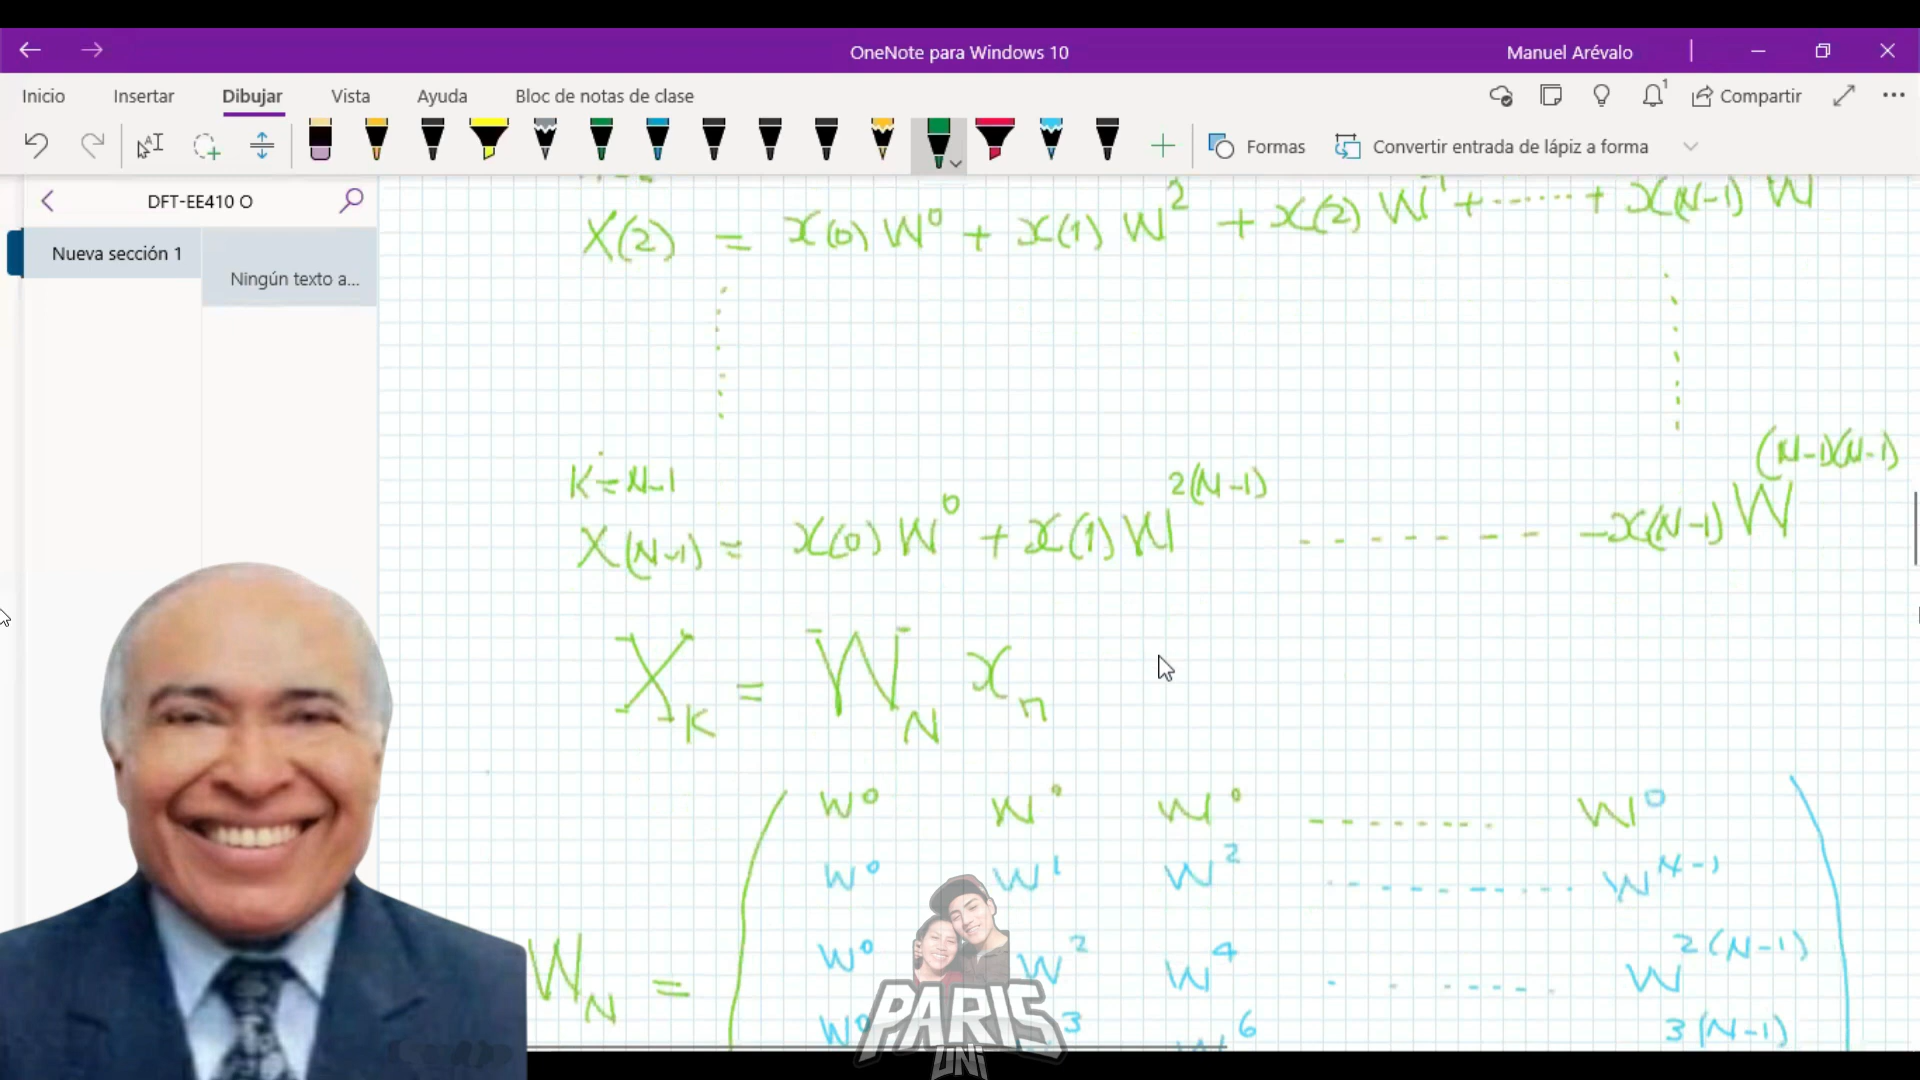 OneNote para Windows 10
Manuel Arévalo
Inicio Insertar Dibujar Vista Ayuda Bloc de notas de clase
1 Compartir
Formas Convertir entrada de lápiz a forma
DFT-EE410 O
Nueva sección 1
Ningún texto a...
X(2) = x(0) W⁰ + x(1) W² + x(2) W + ...... + x(N-1) W
K=N-1
X(N-1) = x(0) W⁰ + x(1) W^2(N-1) - - - - - - - - -x(N-1) W^(N-1)(N-1)
X_K = W_N x_n
W⁰ W⁰ W⁰ - - - - - - - W⁰
W⁰ W¹ W² - - - - - - - - - W^N-1
W_N = W⁰ W² W⁴ - - - - - - - W^2(N-1)
W⁰ 3 W⁶ 3(N-1)
PARIS
UNi